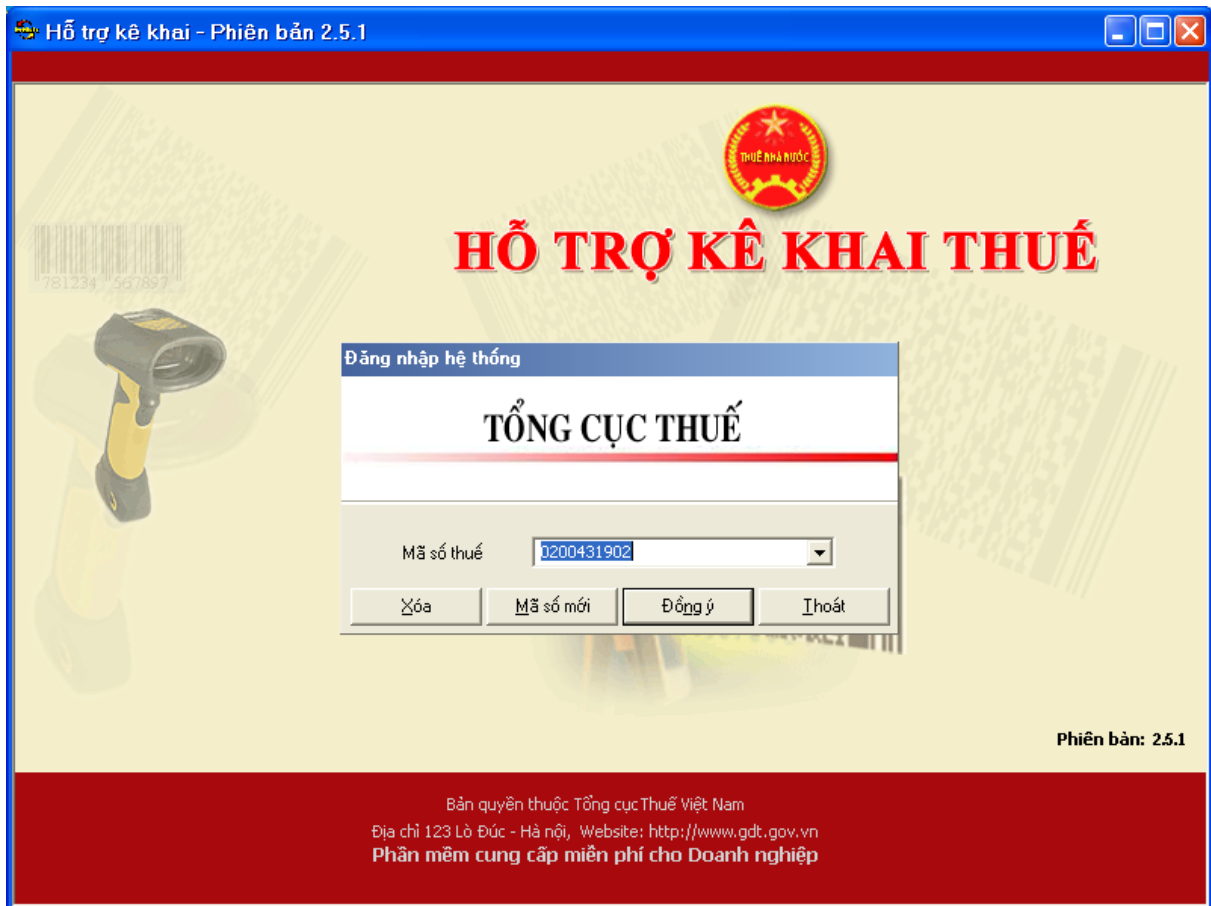 Hỗ trợ kê khai - Phiên bản 2.5.1
THUẾ NHÀ NƯỚC
HỖ TRỢ KÊ KHAI THUẾ
781234 567897
Đăng nhập hệ thống
TỔNG CỤC THUẾ
Mã số thuế 0200431902
Xóa Mã số mới Đồng ý Thoát
Phiên bản: 2.5.1
Bản quyền thuộc Tổng cục Thuế Việt Nam
Địa chỉ 123 Lò Đúc - Hà nội, Website: http://www.gdt.gov.vn
Phần mềm cung cấp miễn phí cho Doanh nghiệp